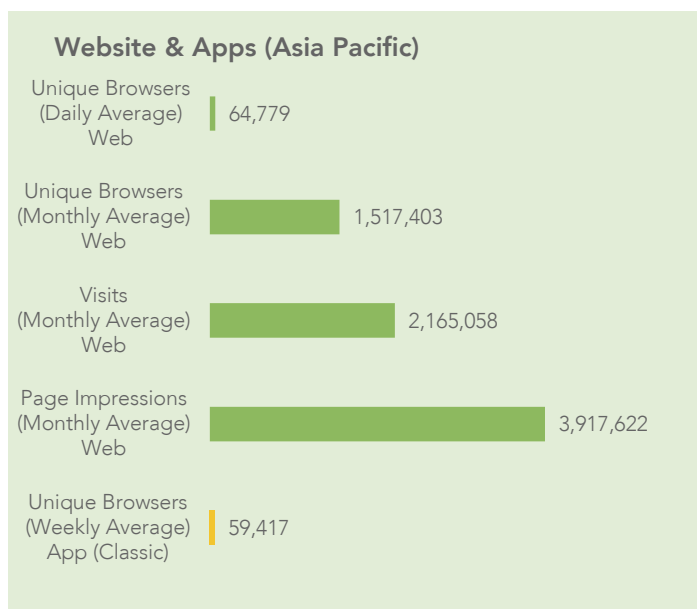 Website & Apps (Asia Pacific)
Unique Browsers
(Daily Average)
Web
64,779
Unique Browsers
(Monthly Average)
Web
1,517,403
Visits
(Monthly Average)
Web
2,165,058
Page Impressions
(Monthly Average)
Web
3,917,622
Unique Browsers
(Weekly Average)
App (Classic)
59,417